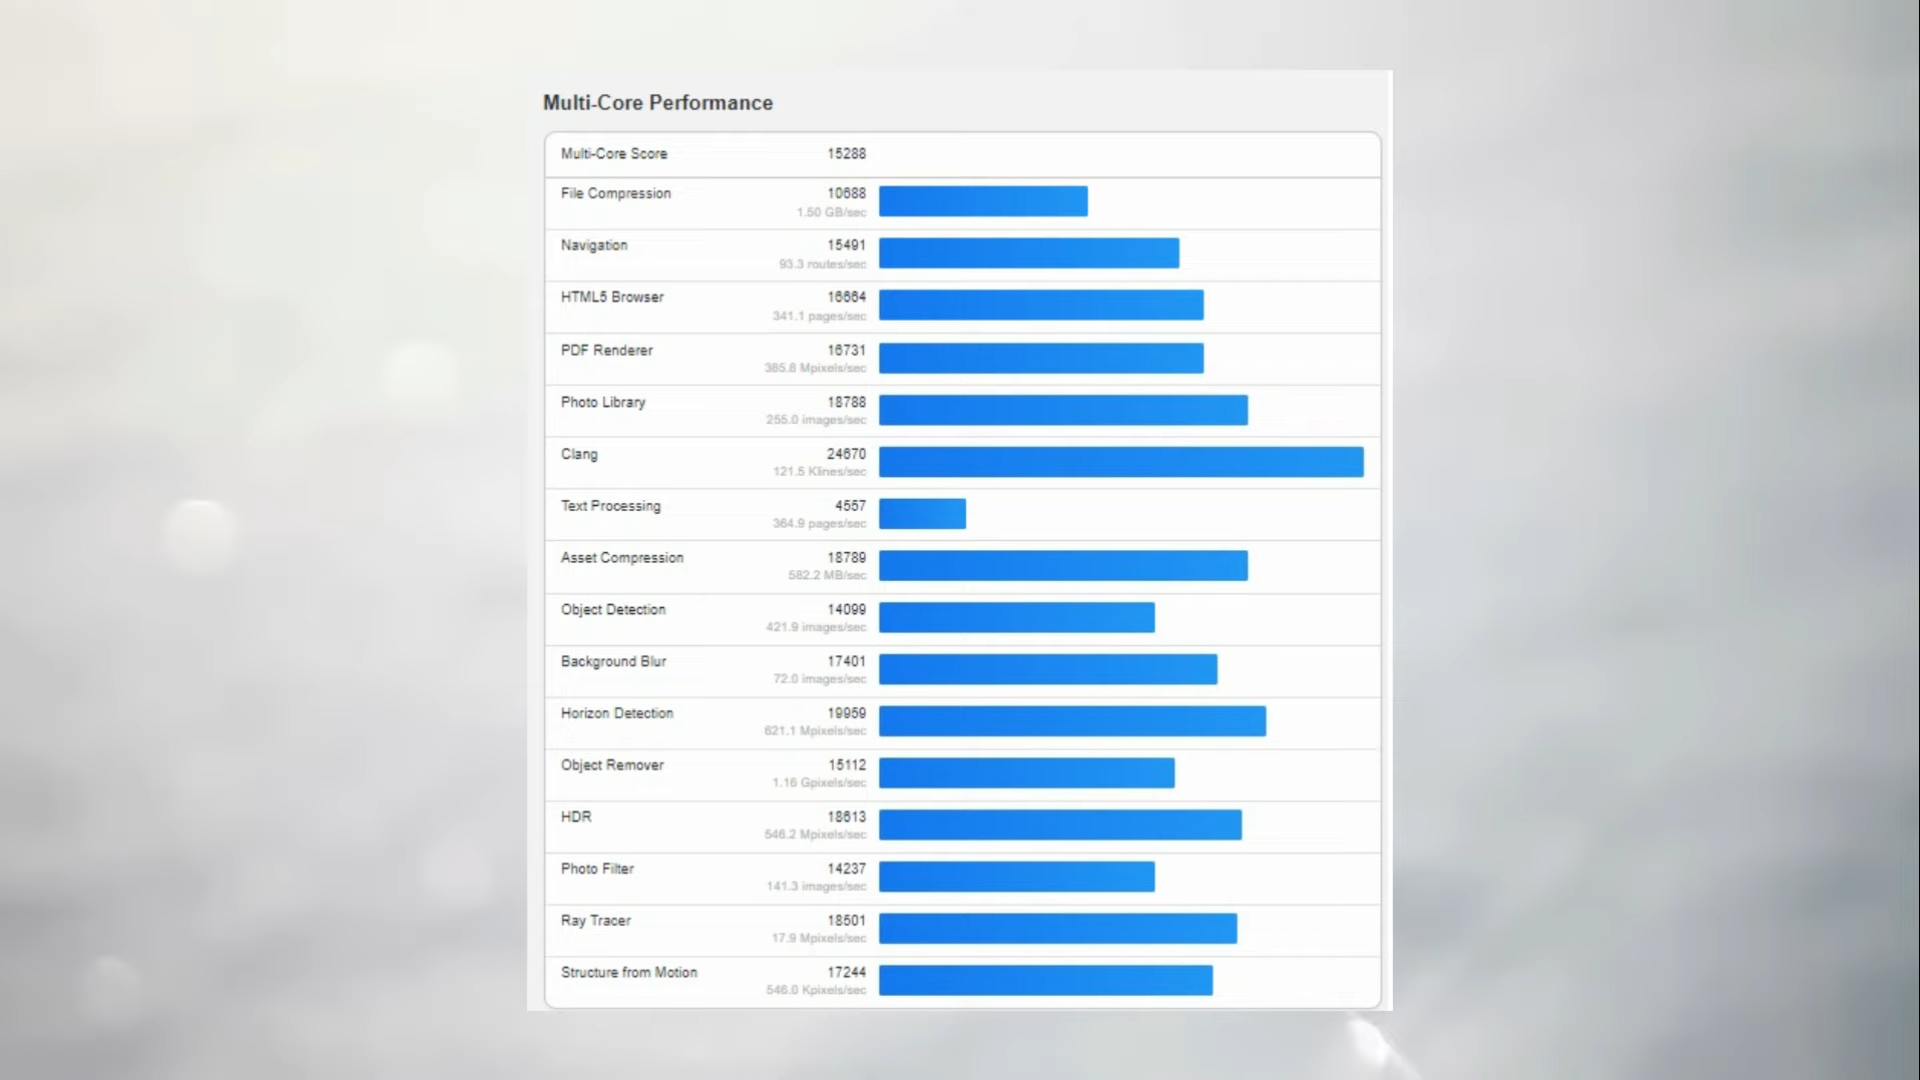 Multi-Core Performance
Multi-Core Score 15288
File Compression 10688
1.50 GB/sec
Navigation 15491
93.3 routes/sec
HTML5 Browser 16664
341.1 pages/sec
PDF Renderer 16731
385.8 Mpixels/sec
Photo Library 18788
255.0 images/sec
Clang 24670
121.5 Klines/sec
Text Processing 4557
364.9 pages/sec
Asset Compression 18789
582.2 MB/sec
Object Detection 14099
421.9 images/sec
Background Blur 17401
72.0 images/sec
Horizon Detection 19959
621.1 Mpixels/sec
Object Remover 15112
1.16 Gpixels/sec
HDR 18613
546.2 Mpixels/sec
Photo Filter 14237
141.3 images/sec
Ray Tracer 18501
17.9 Mpixels/sec
Structure from Motion 17244
546.0 Kpixels/sec